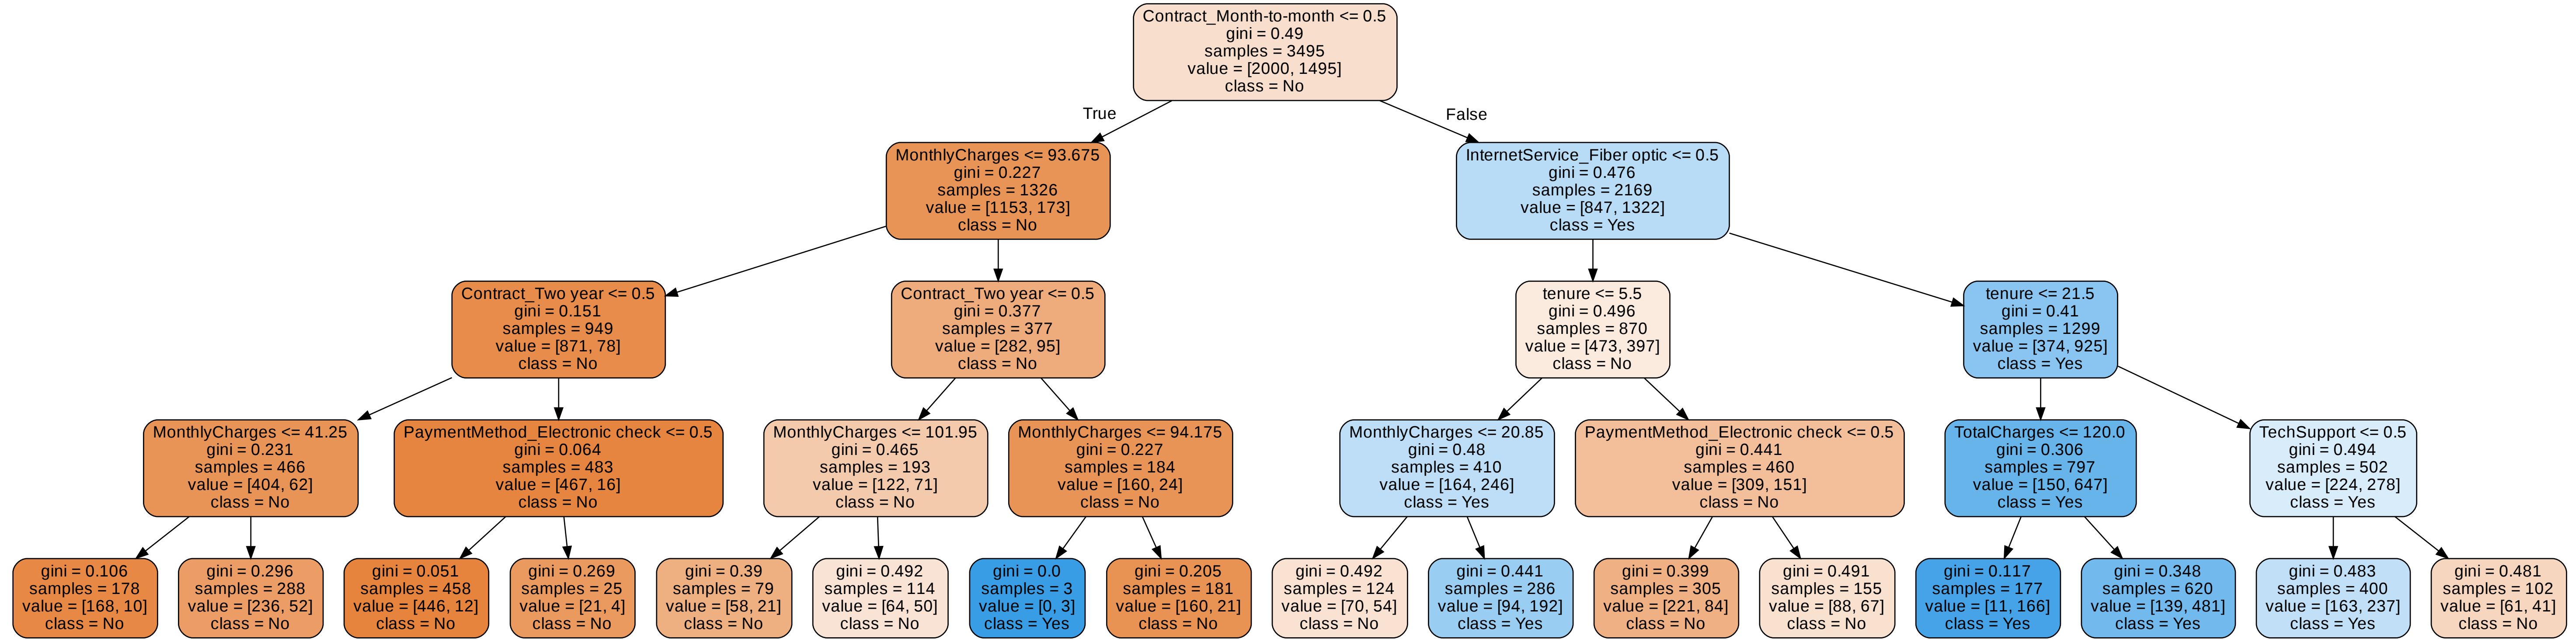 Contract_Month-to-month <= 0.5
gini = 0.49
samples = 3495
value = [2000, 1495]
class = No
True
False
MonthlyCharges <= 93.675
gini = 0.227
samples = 1326
value = [1153, 173]
class = No
InternetService_Fiber optic <= 0.5
gini = 0.476
samples = 2169
value = [847, 1322]
class = Yes
Contract_Two year <= 0.5
gini = 0.151
samples = 949
value = [871, 78]
class = No
Contract_Two year <= 0.5
gini = 0.377
samples = 377
value = [282, 95]
class = No
tenure <= 5.5
gini = 0.496
samples = 870
value = [473, 397]
class = No
tenure <= 21.5
gini = 0.41
samples = 1299
value = [374, 925]
class = Yes
MonthlyCharges <= 41.25
gini = 0.231
samples = 466
value = [404, 62]
class = No
PaymentMethod_Electronic check <= 0.5
gini = 0.064
samples = 483
value = [467, 16]
class = No
MonthlyCharges <= 101.95
gini = 0.465
samples = 193
value = [122, 71]
class = No
MonthlyCharges <= 94.175
gini = 0.227
samples = 184
value = [160, 24]
class = No
MonthlyCharges <= 20.85
gini = 0.48
samples = 410
value = [164, 246]
class = Yes
PaymentMethod_Electronic check <= 0.5
gini = 0.441
samples = 460
value = [309, 151]
class = No
TotalCharges <= 120.0
gini = 0.306
samples = 797
value = [150, 647]
class = Yes
TechSupport <= 0.5
gini = 0.494
samples = 502
value = [224, 278]
class = Yes
gini = 0.106
samples = 178
value = [168, 10]
class = No
gini = 0.296
samples = 288
value = [236, 52]
class = No
gini = 0.051
samples = 458
value = [446, 12]
class = No
gini = 0.269
samples = 25
value = [21, 4]
class = No
gini = 0.39
samples = 79
value = [58, 21]
class = No
gini = 0.492
samples = 114
value = [64, 50]
class = No
gini = 0.0
samples = 3
value = [0, 3]
class = Yes
gini = 0.205
samples = 181
value = [160, 21]
class = No
gini = 0.492
samples = 124
value = [70, 54]
class = No
gini = 0.441
samples = 286
value = [94, 192]
class = Yes
gini = 0.399
samples = 305
value = [221, 84]
class = No
gini = 0.491
samples = 155
value = [88, 67]
class = No
gini = 0.117
samples = 177
value = [11, 166]
class = Yes
gini = 0.348
samples = 620
value = [139, 481]
class = Yes
gini = 0.483
samples = 400
value = [163, 237]
class = Yes
gini = 0.481
samples = 102
value = [61, 41]
class = No